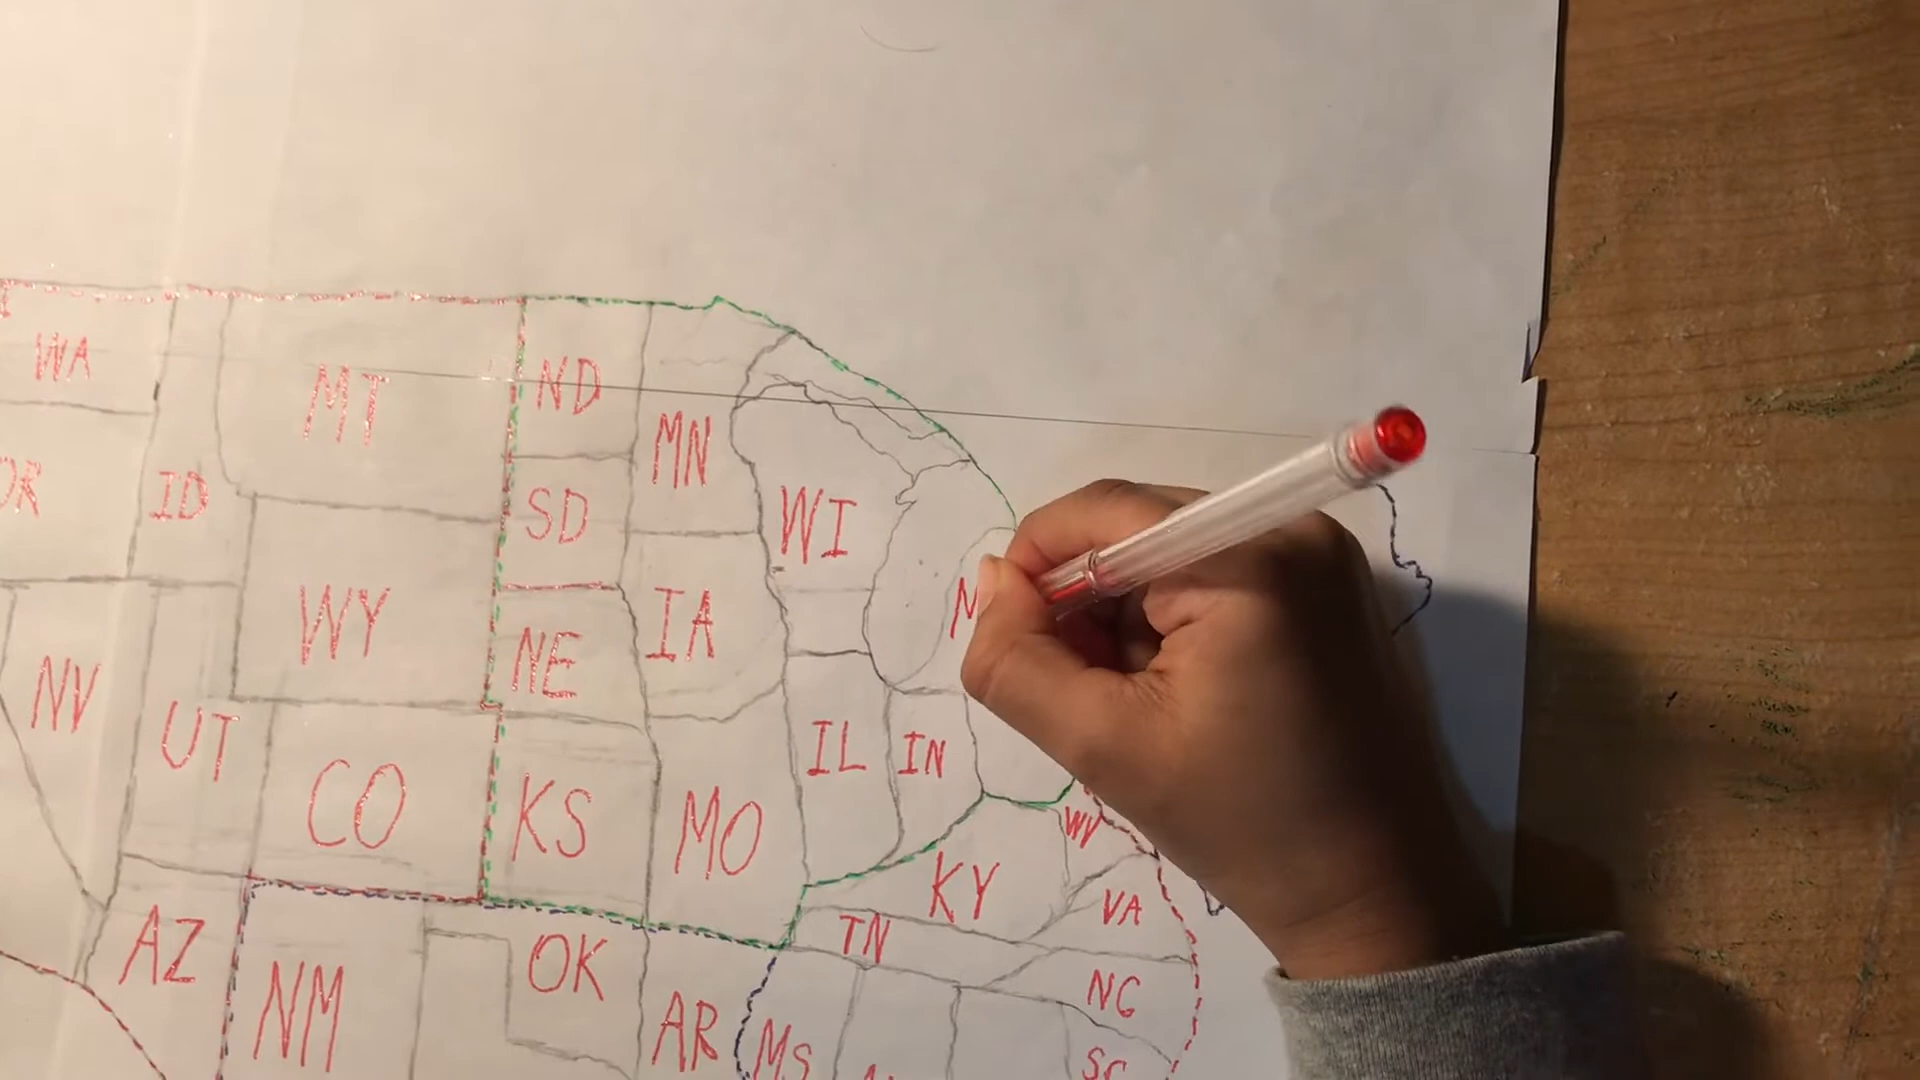 WA
MT
ND
MN
OR
ID
SD
WI
WY
NE
IA
NV
UT
CO
KS
MO
IL
IN
WV
KY
VA
TN
AZ
NM
OK
AR
MS
NC
SC